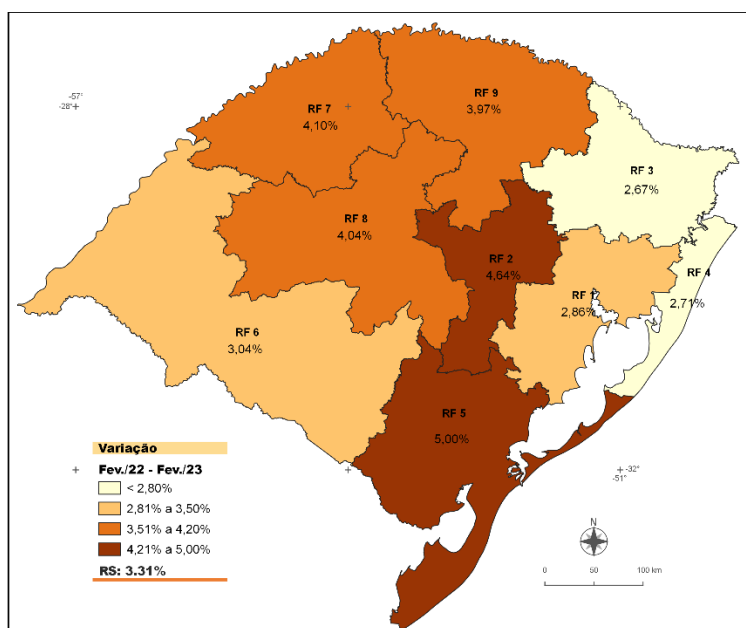 RF 7
4,10%
RF 9
3,97%
-57°
-28°
RF 3
2,67%
RF 8
4,04%
RF 2
4,64%
RF 4
2,71%
RF 1
2,86%
RF 6
3,04%
RF 5
5,00%
Variação
Fev./22 - Fev./23
< 2,80%
2,81% a 3,50%
3,51% a 4,20%
4,21% a 5,00%
RS: 3.31%
-32°
-51°
N
0 50 100 km